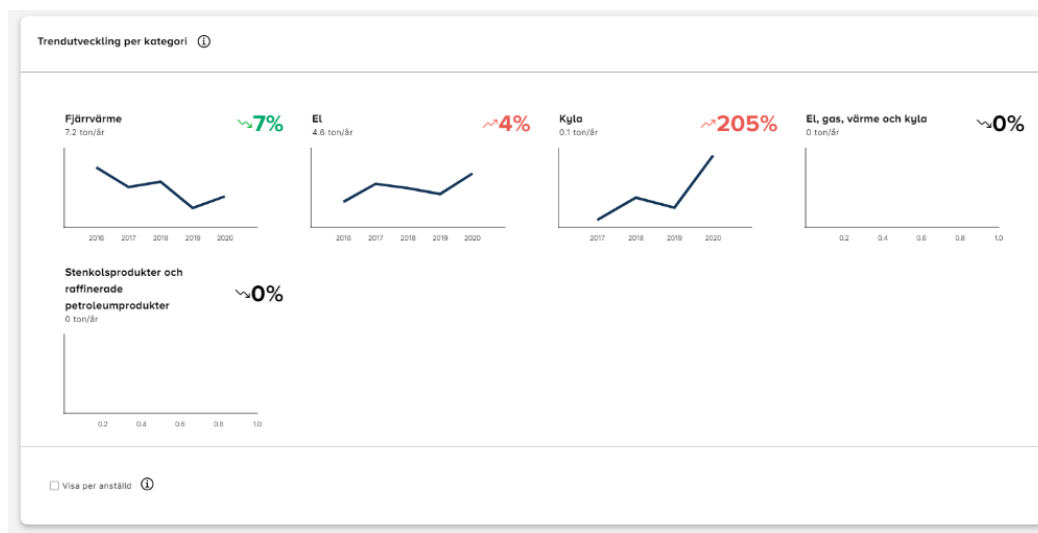 Trendutveckling per kategori
Fjärrvärme
7.2 ton/år
7%
2016 2017 2018 2019 2020
El
4.6 ton/år
4%
2016 2017 2018 2019 2020
Kyla
0.1 ton/år
205%
2017 2018 2019 2020
El, gas, värme och kyla
0 ton/år
0%
0.2 0.4 0.6 0.8 1.0
Stenkolsprodukter och
raffinerade
petroleumprodukter
0 ton/år
0%
0.2 0.4 0.6 0.8 1.0
Visa per anställd